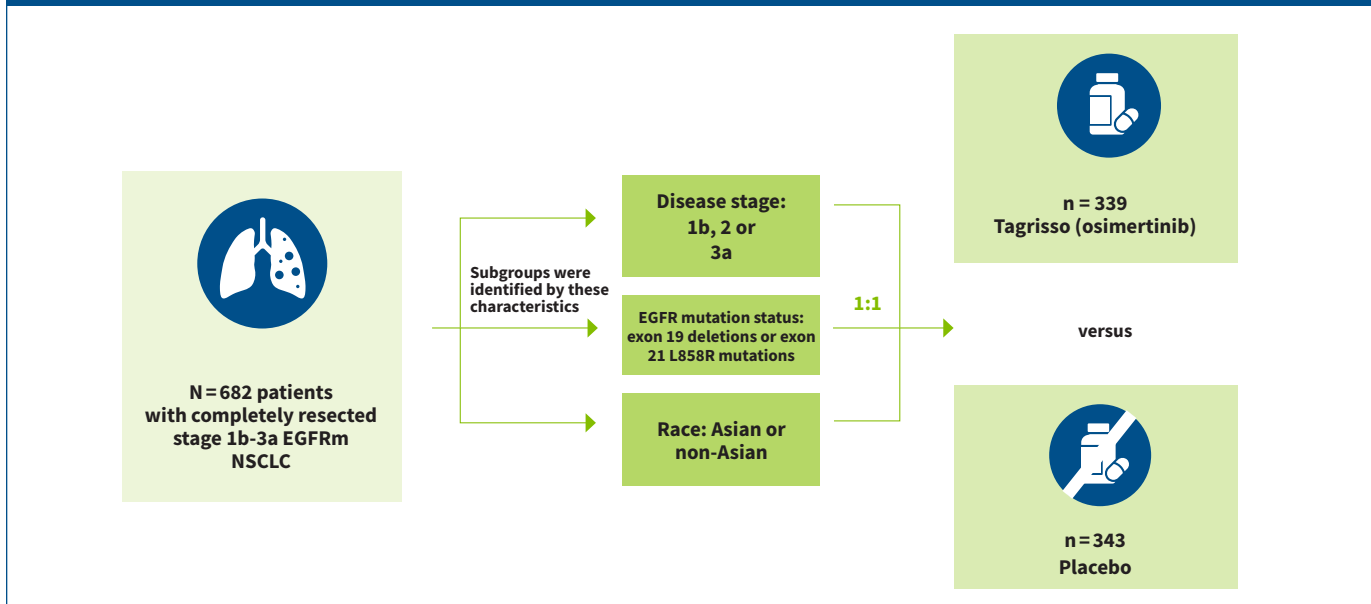 N = 682 patients
with completely resected
stage 1b-3a EGFRm
NSCLC
Subgroups were
identified by these
characteristics
Disease stage:
1b, 2 or
3a
EGFR mutation status:
exon 19 deletions or exon
21 L858R mutations
Race: Asian or
non-Asian
1:1
n = 339
Tagrisso (osimertinib)
versus
n = 343
Placebo